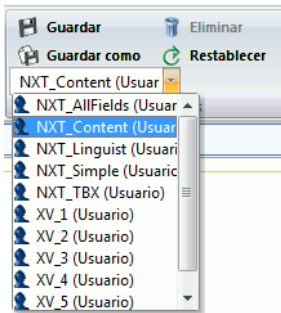 Guardar Eliminar
Guardar como Restablecer
NXT_Content (Usuar
NXT_AllFields (Usuar
NXT_Content (Usuar
NXT_Linguist (Usuari
NXT_Simple (Usuaric
NXT_TBX (Usuario)
XV_1 (Usuario)
XV_2 (Usuario)
XV_3 (Usuario)
XV_4 (Usuario)
XV_5 (Usuario)